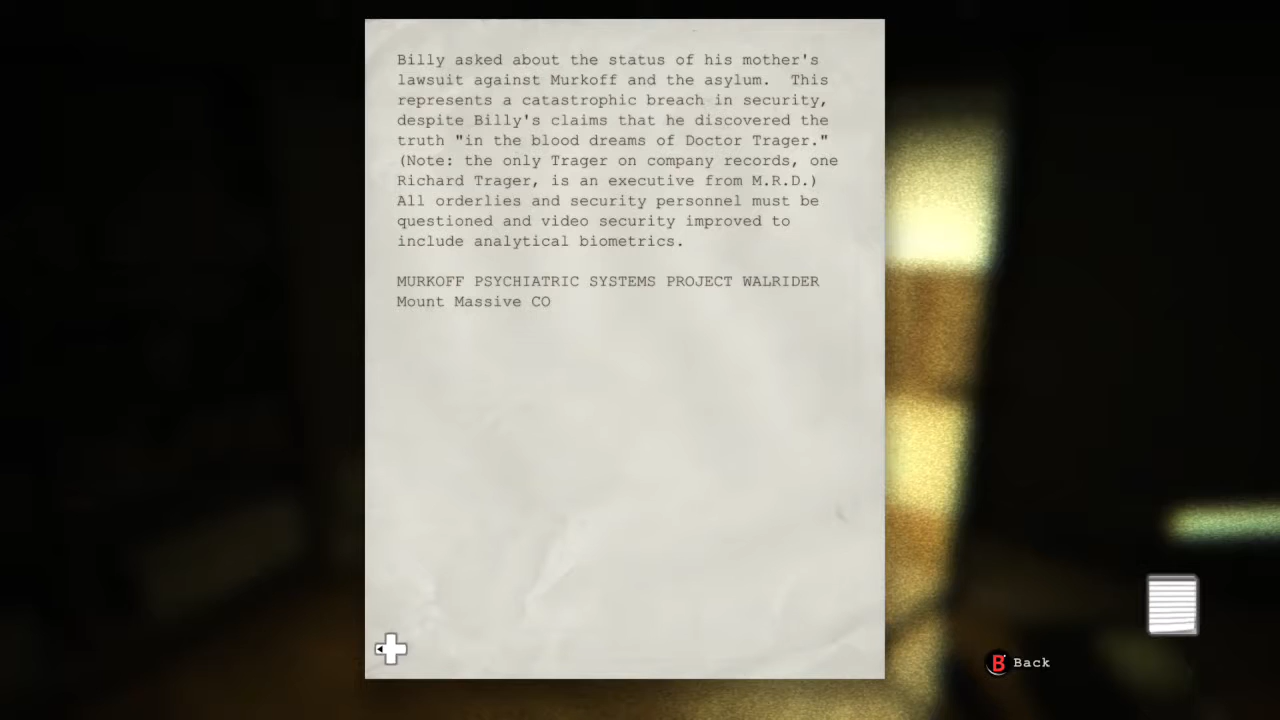 Billy asked about the status of his mother's
lawsuit against Murkoff and the asylum.  This
represents a catastrophic breach in security,
despite Billy's claims that he discovered the
truth "in the blood dreams of Doctor Trager."
(Note: the only Trager on company records, one
Richard Trager, is an executive from M.R.D.)
All orderlies and security personnel must be
questioned and video security improved to
include analytical biometrics.

MURKOFF PSYCHIATRIC SYSTEMS PROJECT WALRIDER
Mount Massive CO
B Back